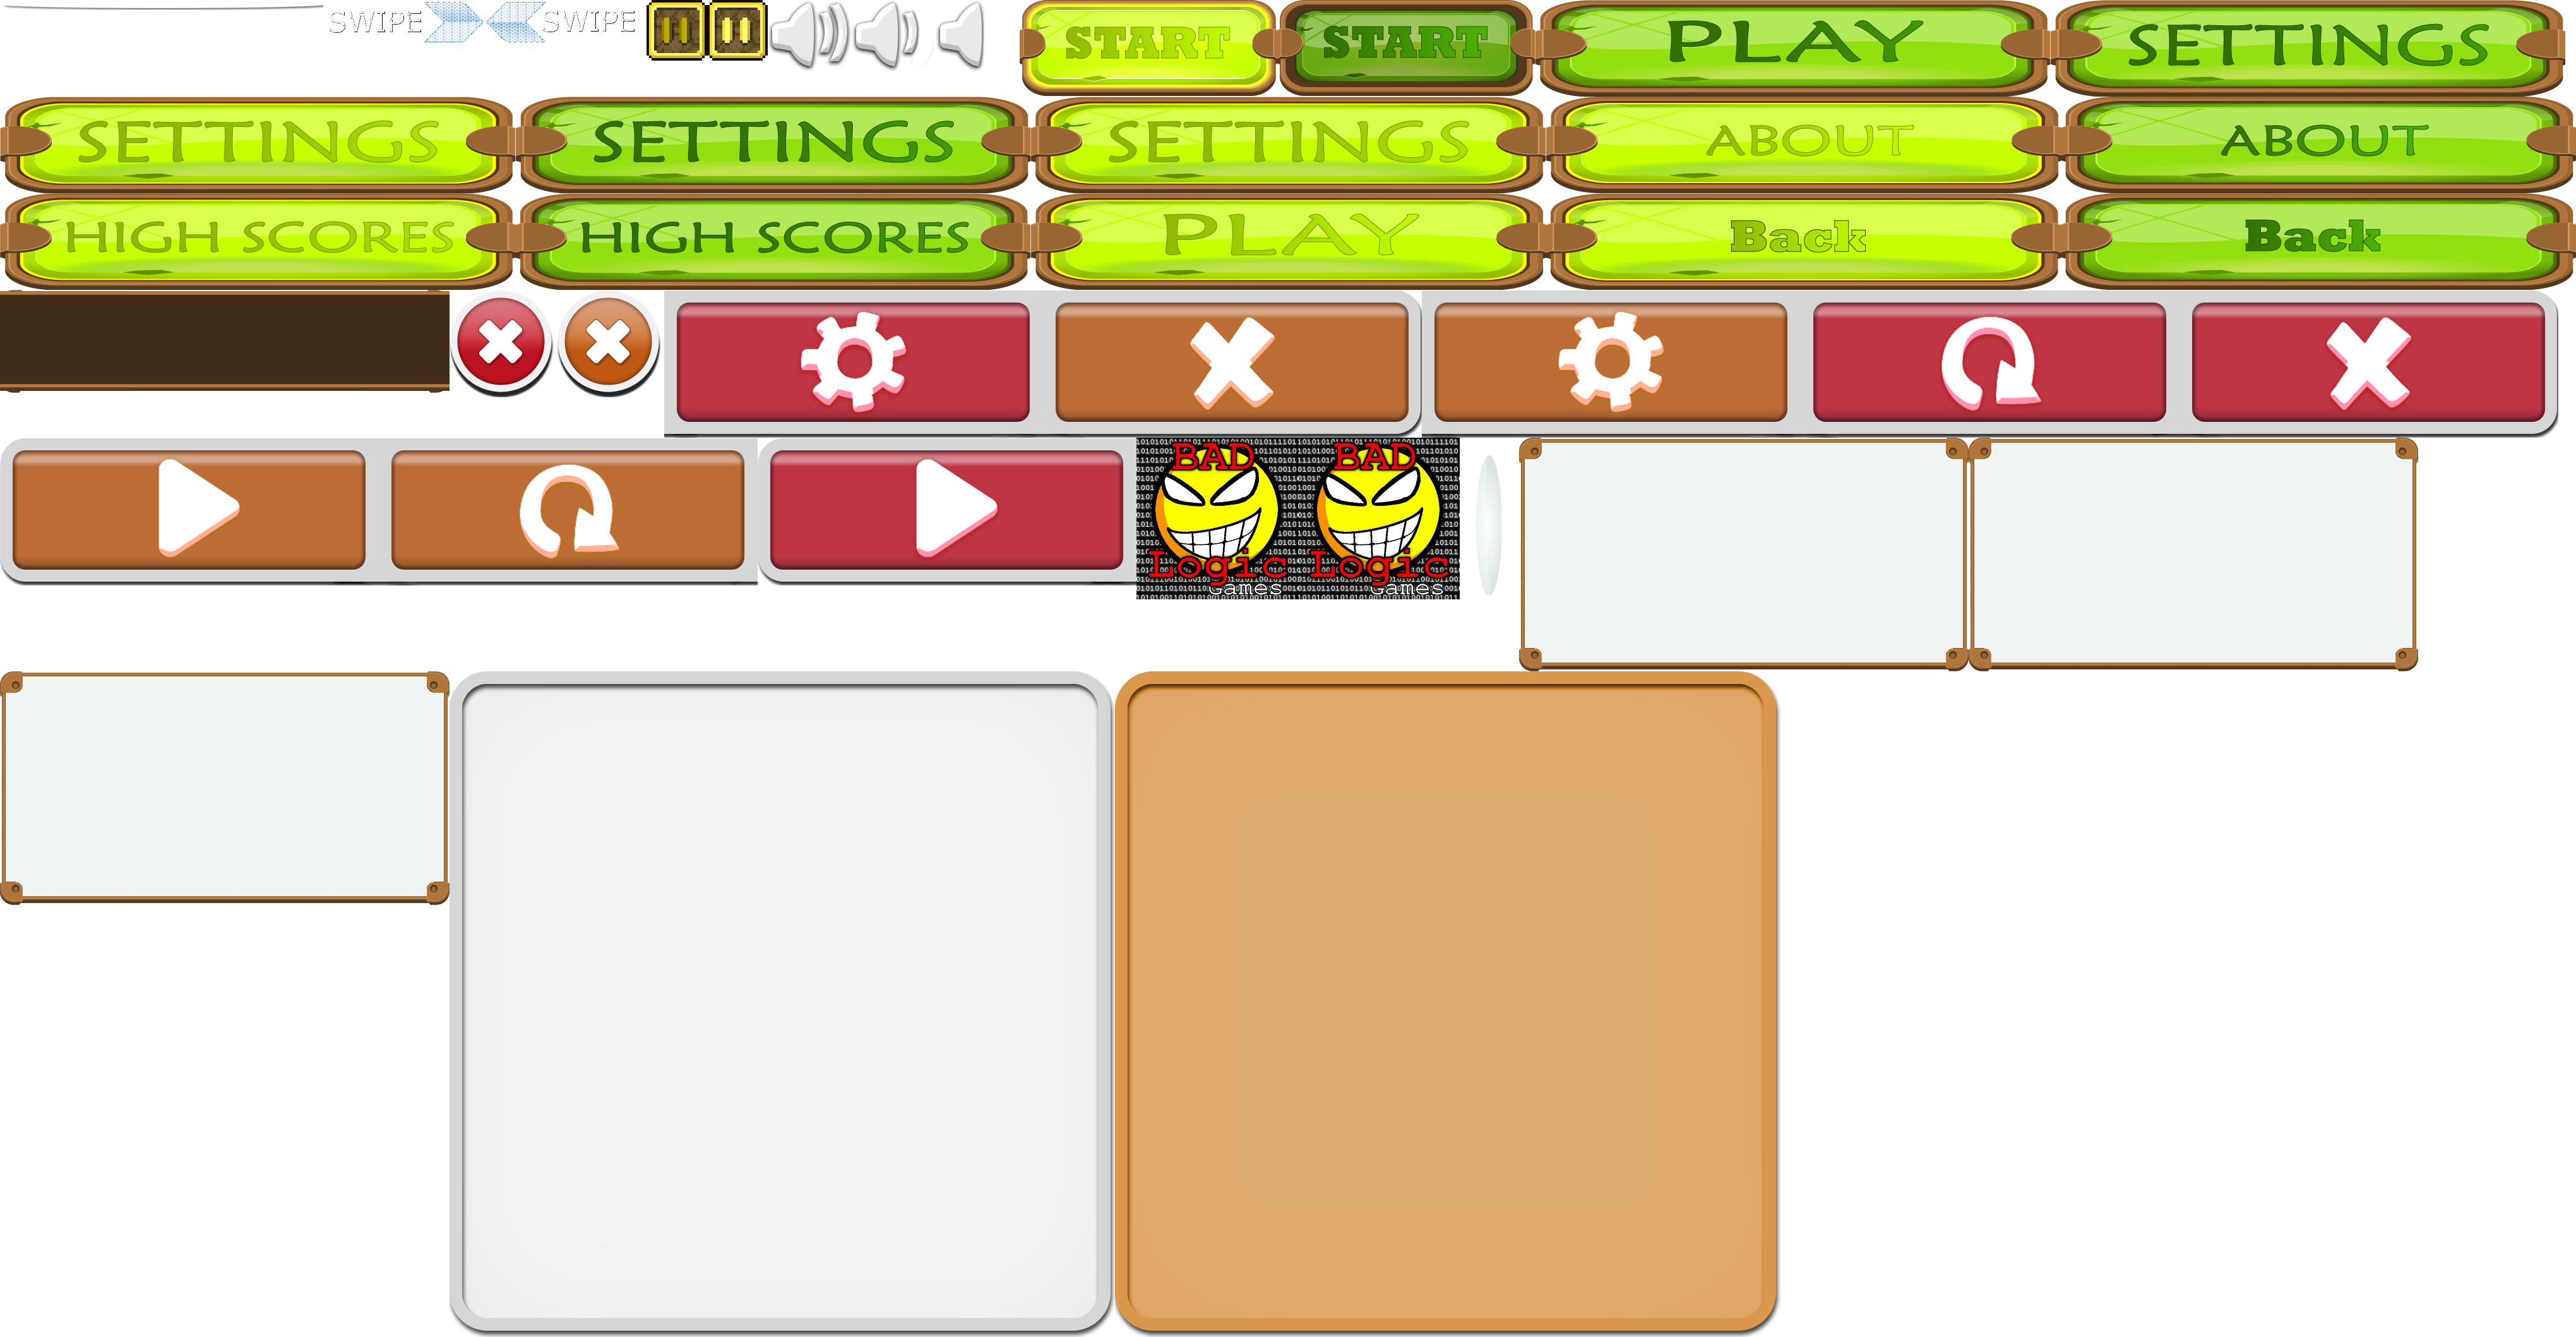 SWIPE SWIPE
START START PLAY SETTINGS
SETTINGS SETTINGS SETTINGS ABOUT ABOUT
HIGH SCORES HIGH SCORES PLAY Back Back
BAD BAD
Logic Logic
Games Games